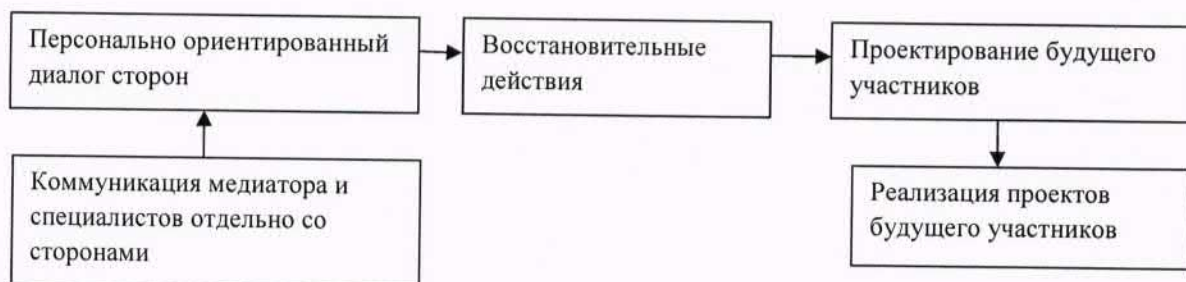 Персонально ориентированный
диалог сторон
Восстановительные
действия
Проектирование будущего
участников
Коммуникация медиатора и
специалистов отдельно со
сторонами
Реализация проектов
будущего участников